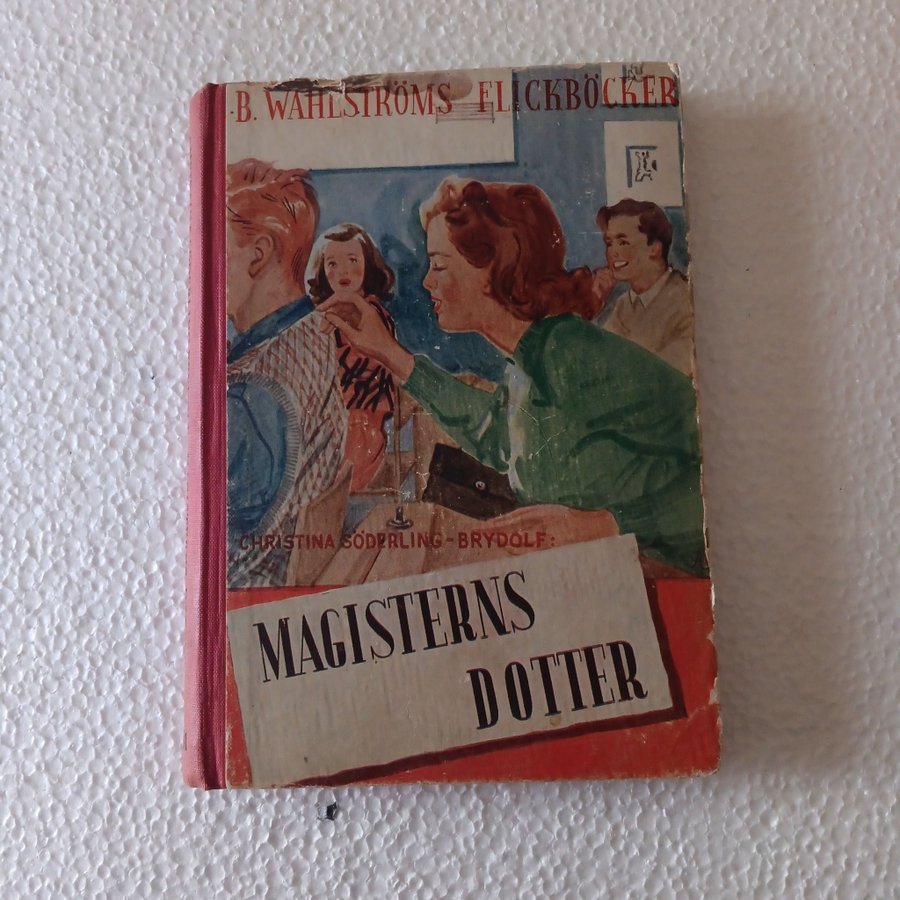 B. WAHLSTRÖMS FLICKBÖCKER
CHRISTINA SÖDERLING-BRYDOLF:
MAGISTERNS
DOTTER